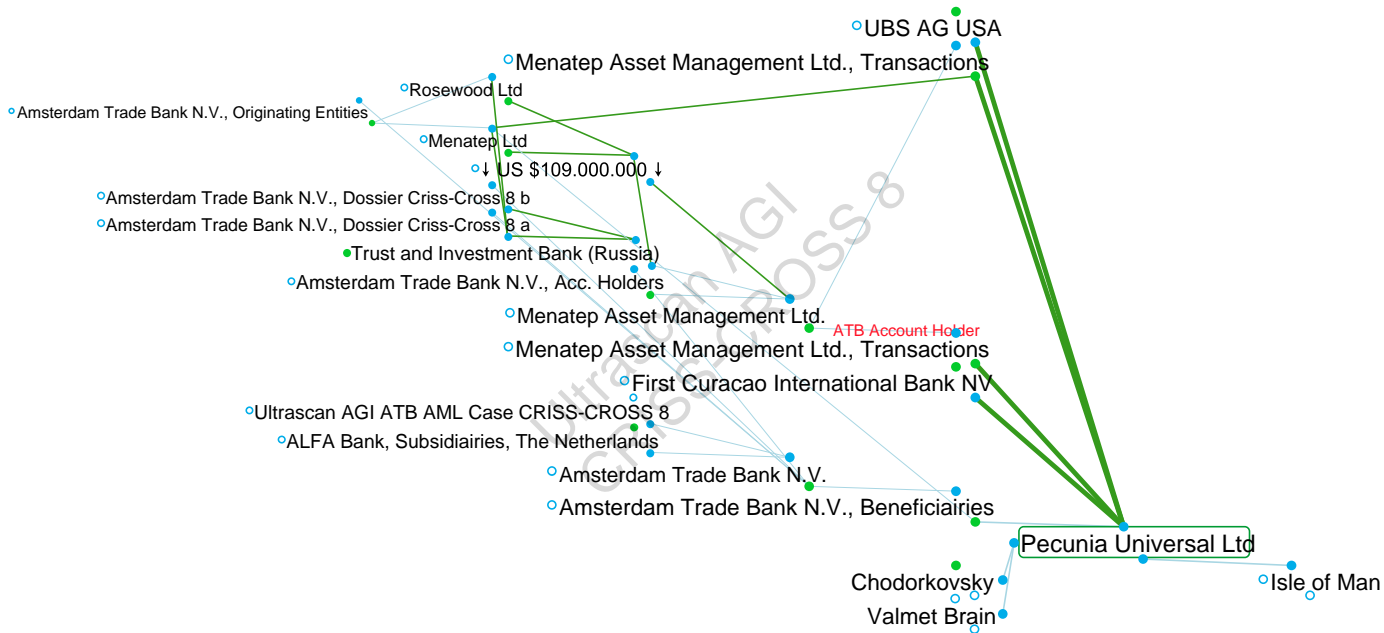 UBS AG USA
Menatep Asset Management Ltd., Transactions
Rosewood Ltd
Amsterdam Trade Bank N.V., Originating Entities
Menatep Ltd
↓ US $109.000.000 ↓
Amsterdam Trade Bank N.V., Dossier Criss-Cross 8 b
Amsterdam Trade Bank N.V., Dossier Criss-Cross 8 a
Trust and Investment Bank (Russia)
Amsterdam Trade Bank N.V., Acc. Holders
Menatep Asset Management Ltd.
ATB Account Holder
Menatep Asset Management Ltd., Transactions
First Curacao International Bank NV
Ultrascan AGI ATB AML Case CRISS-CROSS 8
ALFA Bank, Subsidiairies, The Netherlands
Amsterdam Trade Bank N.V.
Amsterdam Trade Bank N.V., Beneficiairies
Pecunia Universal Ltd
Chodorkovsky
Isle of Man
Valmet Brain
Ultrascan AGI
CRISS-CROSS 8